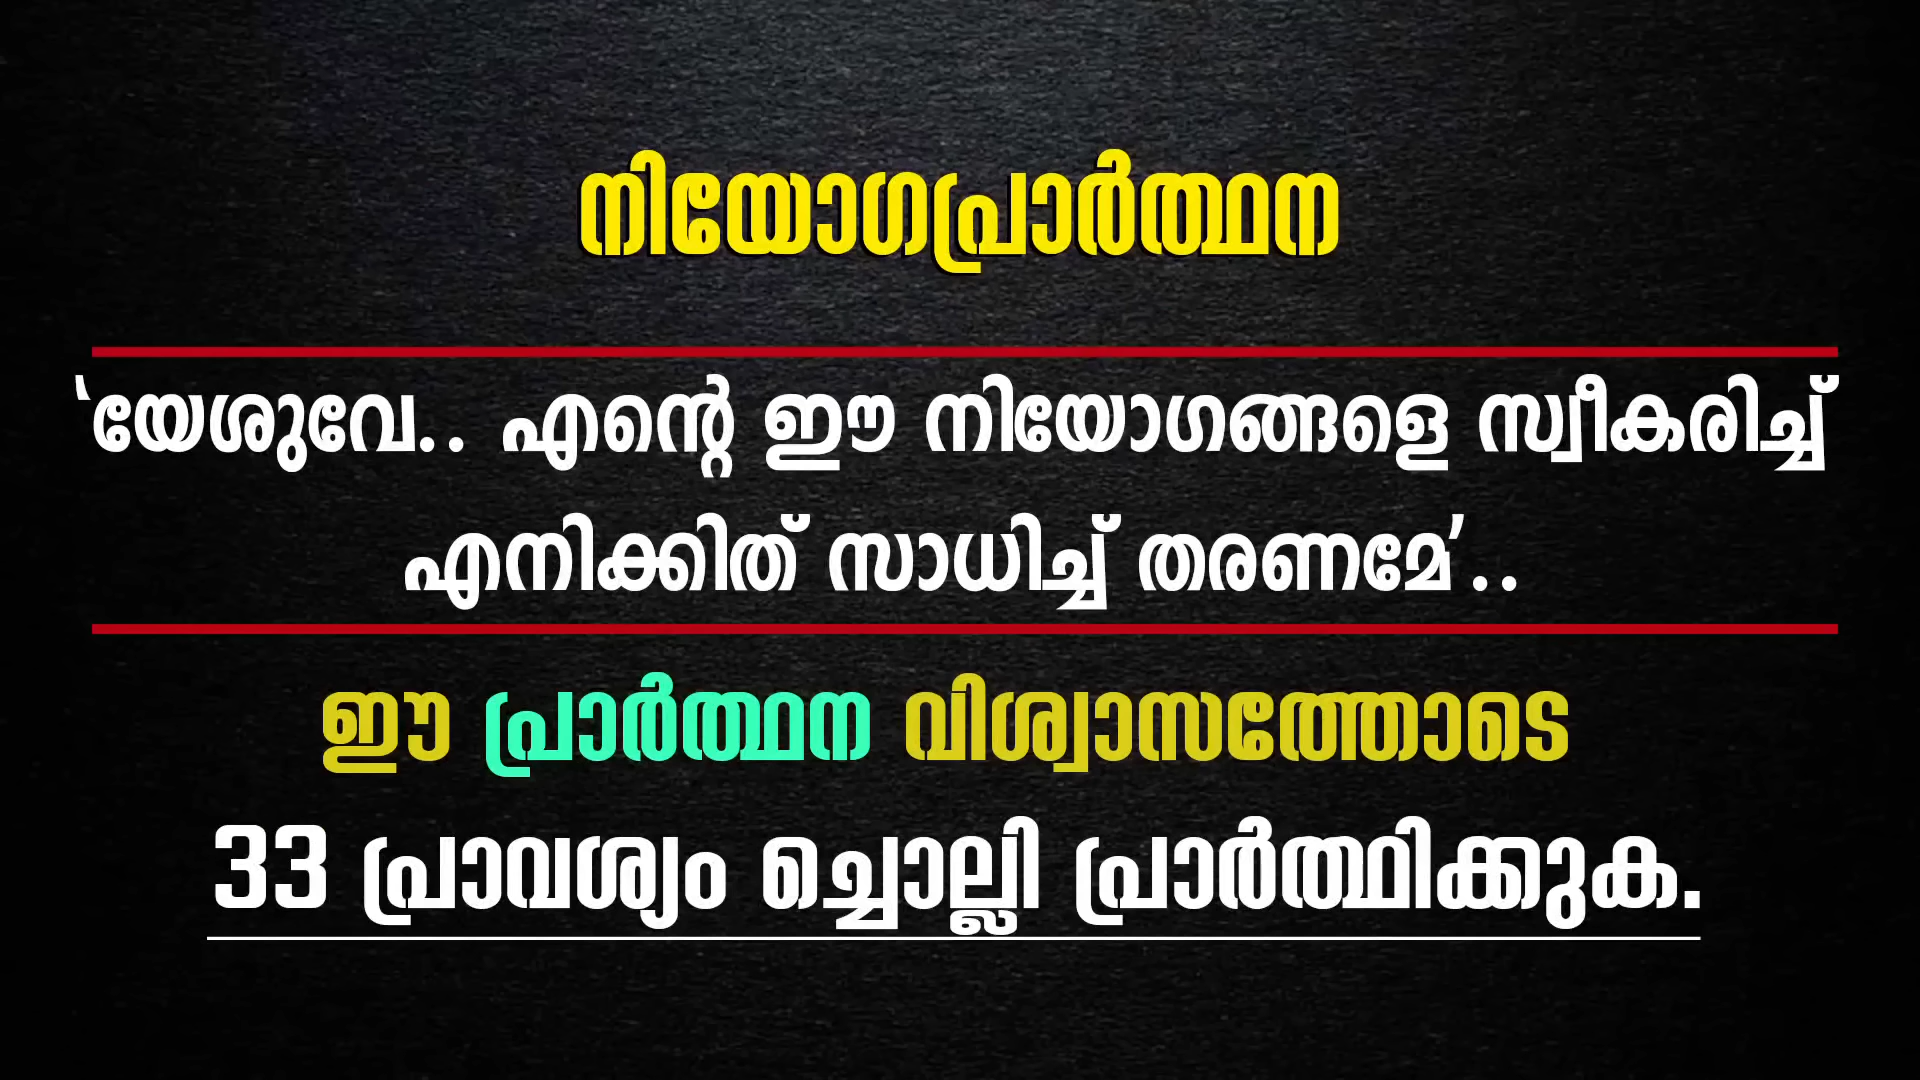 നിയോഗപ്രാർത്ഥന
‘യേശുവേ.. എന്റെ ഈ നിയോഗങ്ങളെ സ്വീകരിച്ച്
എനിക്കിത് സാധിച്ച് തരണമേ’..
ഈ പ്രാർത്ഥന വിശ്വാസത്തോടെ
33 പ്രാവശ്യം ച്ചൊല്ലി പ്രാർത്ഥിക്കുക.